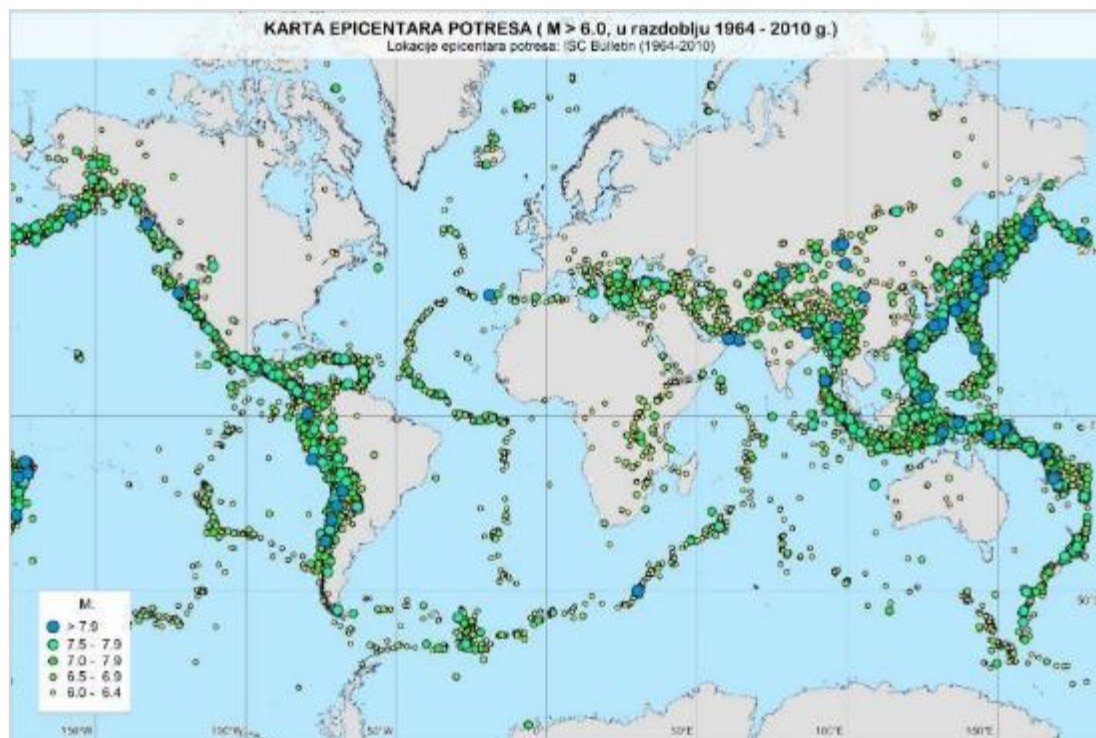 KARTA EPICENTARA POTRESA ( M > 6.0, u razdoblju 1964 - 2010 g.)
Lokacije epicentara potresa: ISC Bulletin (1964-2010)
M:
> 7.9
7.5 - 7.9
7.0 - 7.9
6.5 - 6.9
6.0 - 6.4
50°S
150°W
100°W
50°W
50°E
100°E
150°E